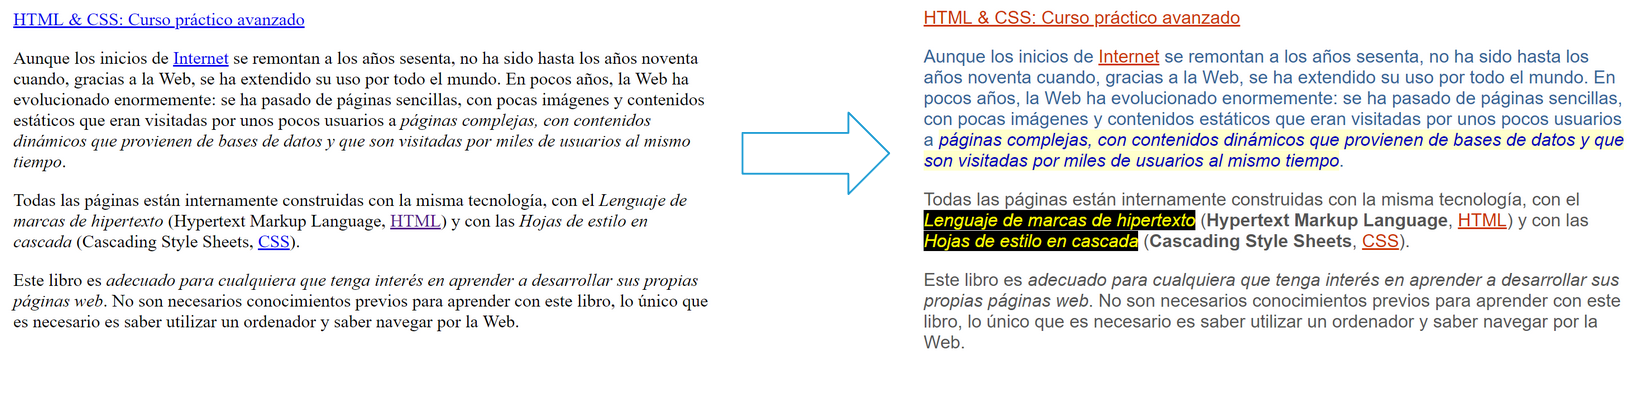 HTML & CSS: Curso práctico avanzado
Aunque los inicios de Internet se remontan a los años sesenta, no ha sido hasta los años noventa
cuando, gracias a la Web, se ha extendido su uso por todo el mundo. En pocos años, la Web ha
evolucionado enormemente: se ha pasado de páginas sencillas, con pocas imágenes y contenidos
estáticos que eran visitadas por unos pocos usuarios a páginas complejas, con contenidos
dinámicos que provienen de bases de datos y que son visitadas por miles de usuarios al mismo
tiempo.
Todas las páginas están internamente construidas con la misma tecnología, con el Lenguaje de
marcas de hipertexto (Hypertext Markup Language, HTML) y con las Hojas de estilo en
cascada (Cascading Style Sheets, CSS).
Este libro es adecuado para cualquiera que tenga interés en aprender a desarrollar sus propias
páginas web. No son necesarios conocimientos previos para aprender con este libro, lo único que
es necesario es saber utilizar un ordenador y saber navegar por la Web.
HTML & CSS: Curso práctico avanzado
Aunque los inicios de Internet se remontan a los años sesenta, no ha sido hasta los
años noventa cuando, gracias a la Web, se ha extendido su uso por todo el mundo. En
pocos años, la Web ha evolucionado enormemente: se ha pasado de páginas sencillas,
con pocas imágenes y contenidos estáticos que eran visitadas por unos pocos usuarios
a páginas complejas, con contenidos dinámicos que provienen de bases de datos y que
son visitadas por miles de usuarios al mismo tiempo.
Todas las páginas están internamente construidas con la misma tecnología, con el
Lenguaje de marcas de hipertexto (Hypertext Markup Language, HTML) y con las
Hojas de estilo en cascada (Cascading Style Sheets, CSS).
Este libro es adecuado para cualquiera que tenga interés en aprender a desarrollar sus
propias páginas web. No son necesarios conocimientos previos para aprender con este
libro, lo único que es necesario es saber utilizar un ordenador y saber navegar por la
Web.